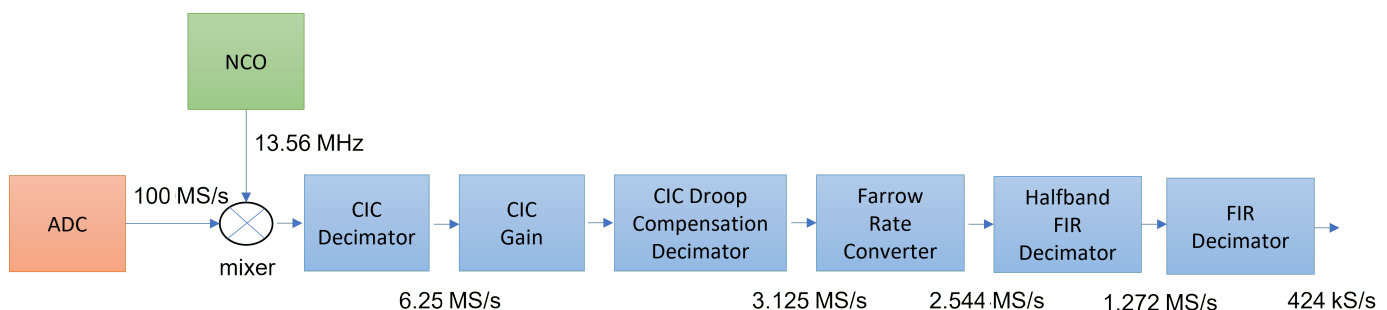 NCO
13.56 MHz
ADC
100 MS/s
mixer
CIC
Decimator
CIC
Gain
CIC Droop
Compensation
Decimator
Farrow
Rate
Converter
Halfband
FIR
Decimator
FIR
Decimator
6.25 MS/s
3.125 MS/s
2.544 MS/s
1.272 MS/s
424 kS/s